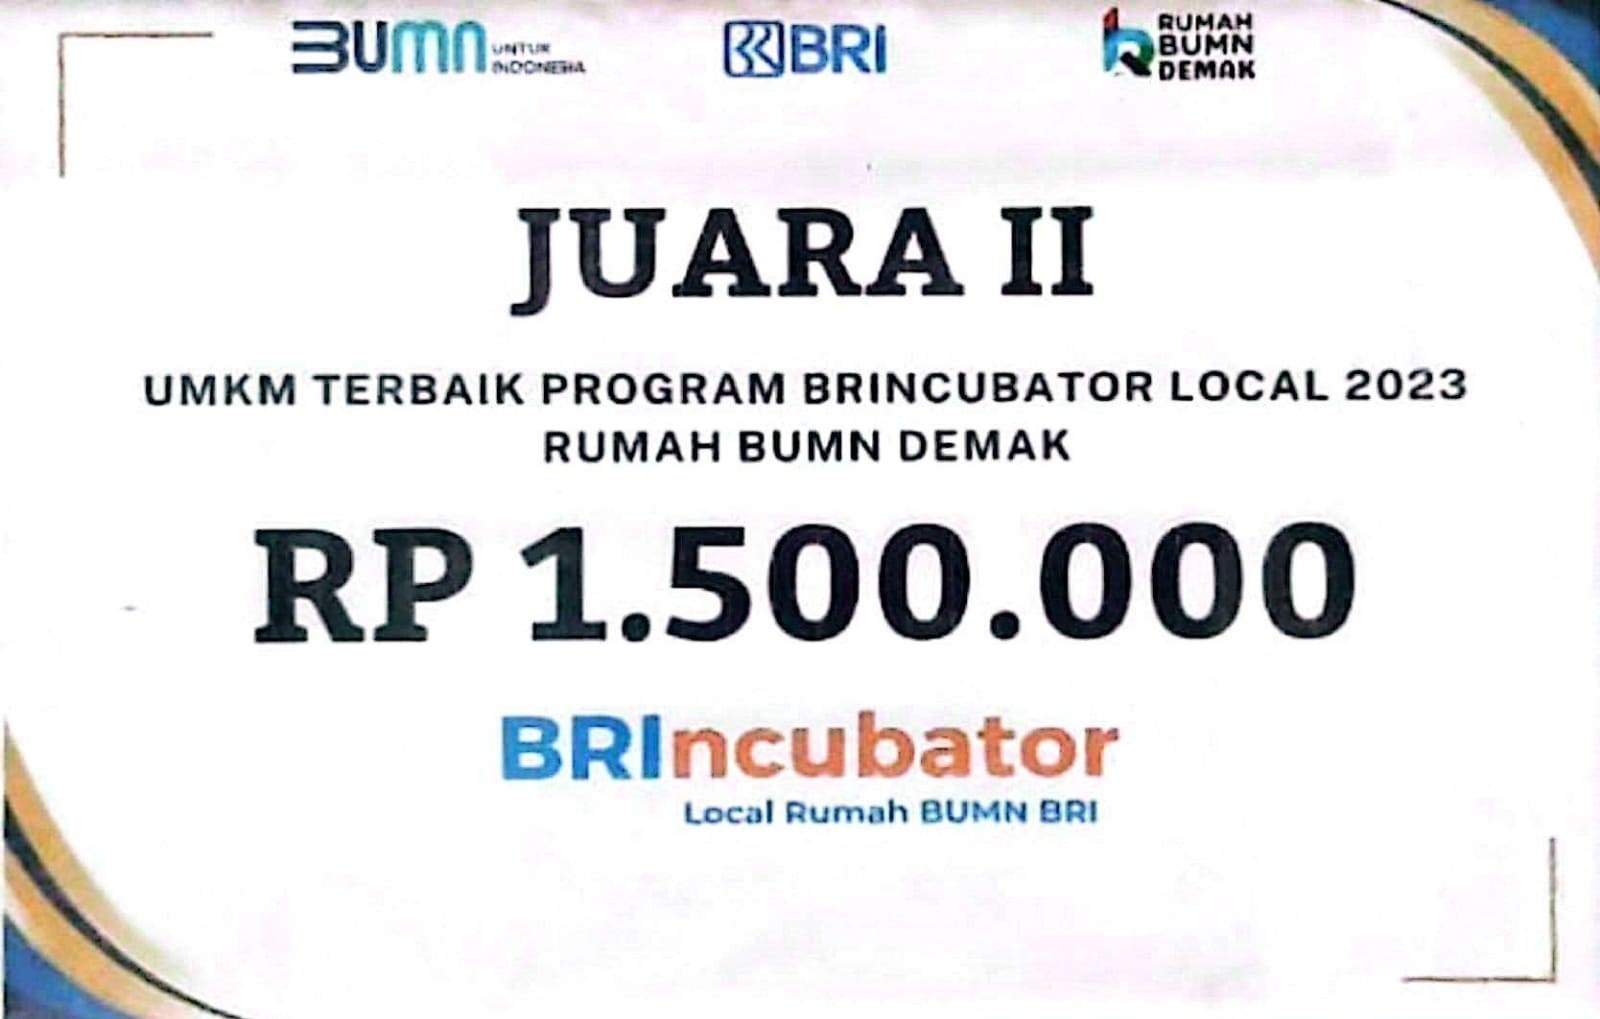 BUMN UNTUK INDONESIA
BRI
RUMAH BUMN DEMAK
JUARA II
UMKM TERBAIK PROGRAM BRINCUBATOR LOCAL 2023
RUMAH BUMN DEMAK
RP 1.500.000
BRIncubator
Local Rumah BUMN BRI